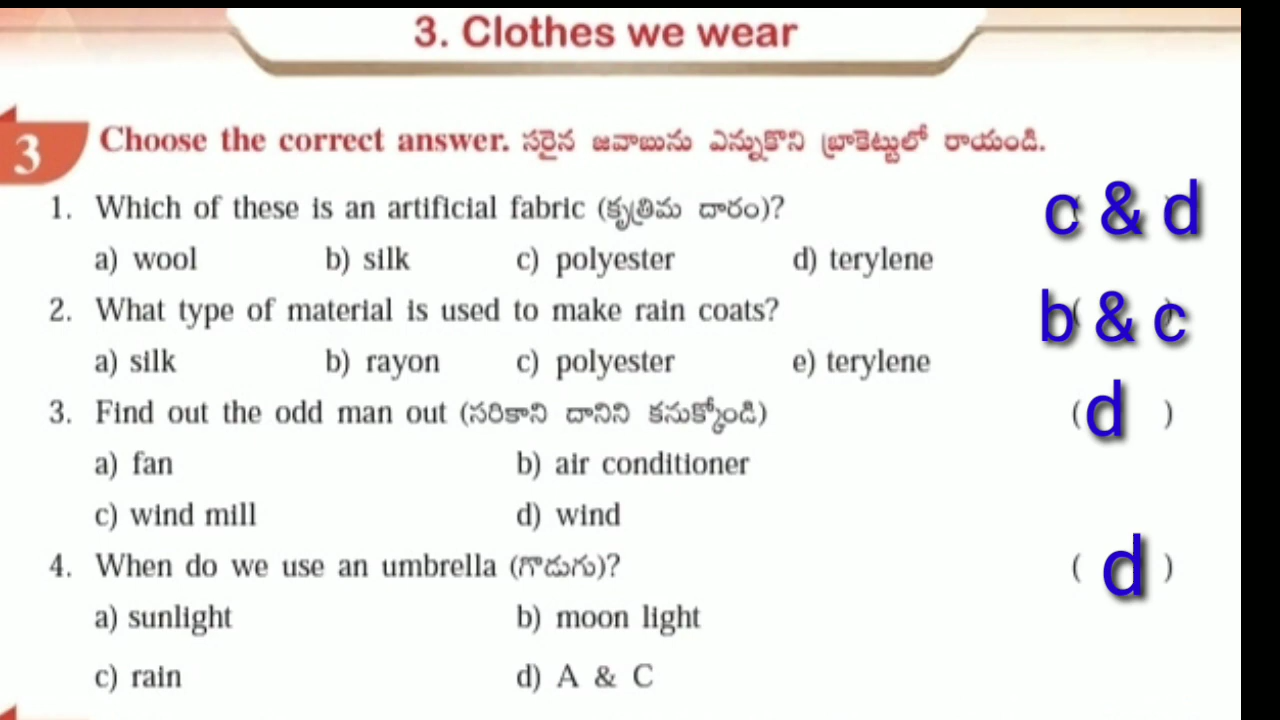 3. Clothes we wear
3 Choose the correct answer. సరైన జవాబును ఎన్నుకొని బ్రాకెట్టులో రాయండి.
1. Which of these is an artificial fabric (కృత్రిమ దారం)? c & d
a) wool b) silk c) polyester d) terylene
2. What type of material is used to make rain coats? ( b & c )
a) silk b) rayon c) polyester e) terylene
3. Find out the odd man out (సరికాని దానిని కనుక్కోండి) ( d )
a) fan b) air conditioner
c) wind mill d) wind
4. When do we use an umbrella (గొడుగు)? ( d )
a) sunlight b) moon light
c) rain d) A & C